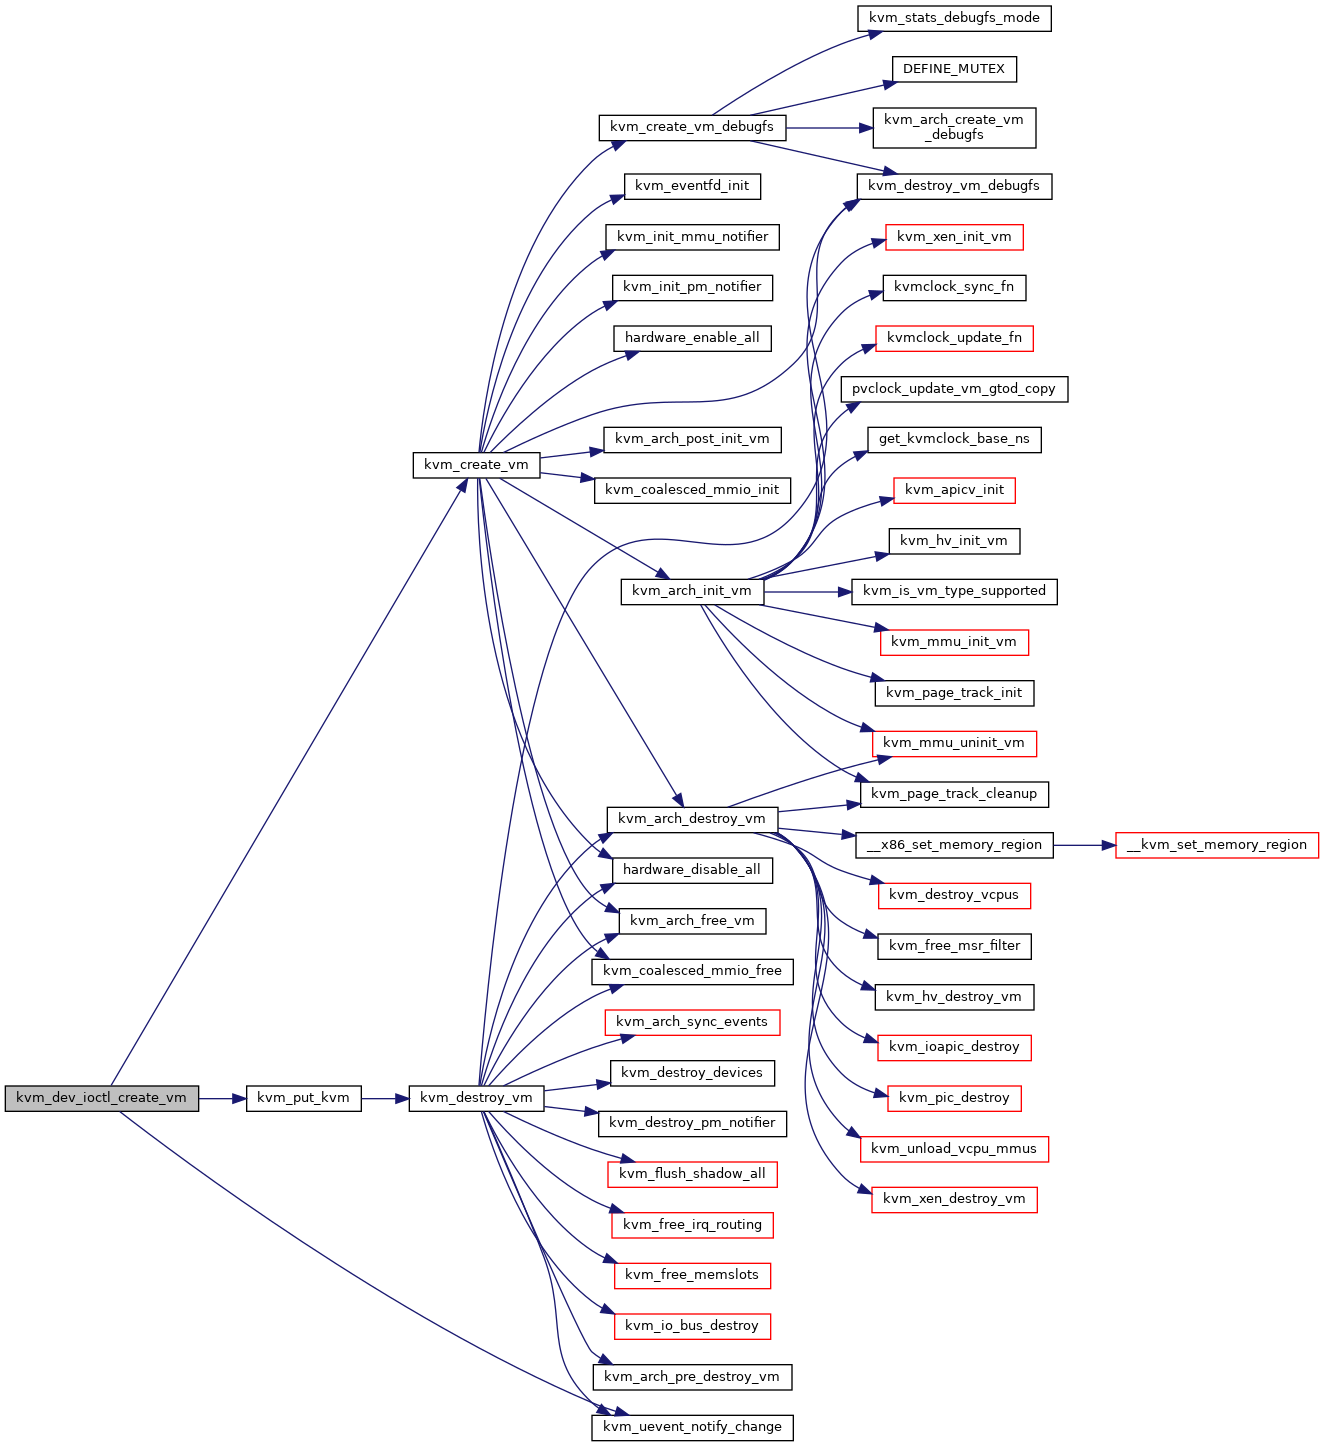 kvm_stats_debugfs_mode
DEFINE_MUTEX
kvm_create_vm_debugfs
kvm_arch_create_vm
_debugfs
kvm_eventfd_init
kvm_destroy_vm_debugfs
kvm_init_mmu_notifier
kvm_xen_init_vm
kvm_init_pm_notifier
kvmclock_sync_fn
hardware_enable_all
kvmclock_update_fn
pvclock_update_vm_gtod_copy
kvm_arch_post_init_vm
get_kvmclock_base_ns
kvm_create_vm
kvm_coalesced_mmio_init
kvm_apicv_init
kvm_hv_init_vm
kvm_arch_init_vm
kvm_is_vm_type_supported
kvm_mmu_init_vm
kvm_page_track_init
kvm_mmu_uninit_vm
kvm_page_track_cleanup
kvm_arch_destroy_vm
__x86_set_memory_region
__kvm_set_memory_region
hardware_disable_all
kvm_destroy_vcpus
kvm_arch_free_vm
kvm_free_msr_filter
kvm_coalesced_mmio_free
kvm_hv_destroy_vm
kvm_arch_sync_events
kvm_ioapic_destroy
kvm_destroy_devices
kvm_dev_ioctl_create_vm
kvm_put_kvm
kvm_destroy_vm
kvm_pic_destroy
kvm_destroy_pm_notifier
kvm_unload_vcpu_mmus
kvm_flush_shadow_all
kvm_xen_destroy_vm
kvm_free_irq_routing
kvm_free_memslots
kvm_io_bus_destroy
kvm_arch_pre_destroy_vm
kvm_uevent_notify_change